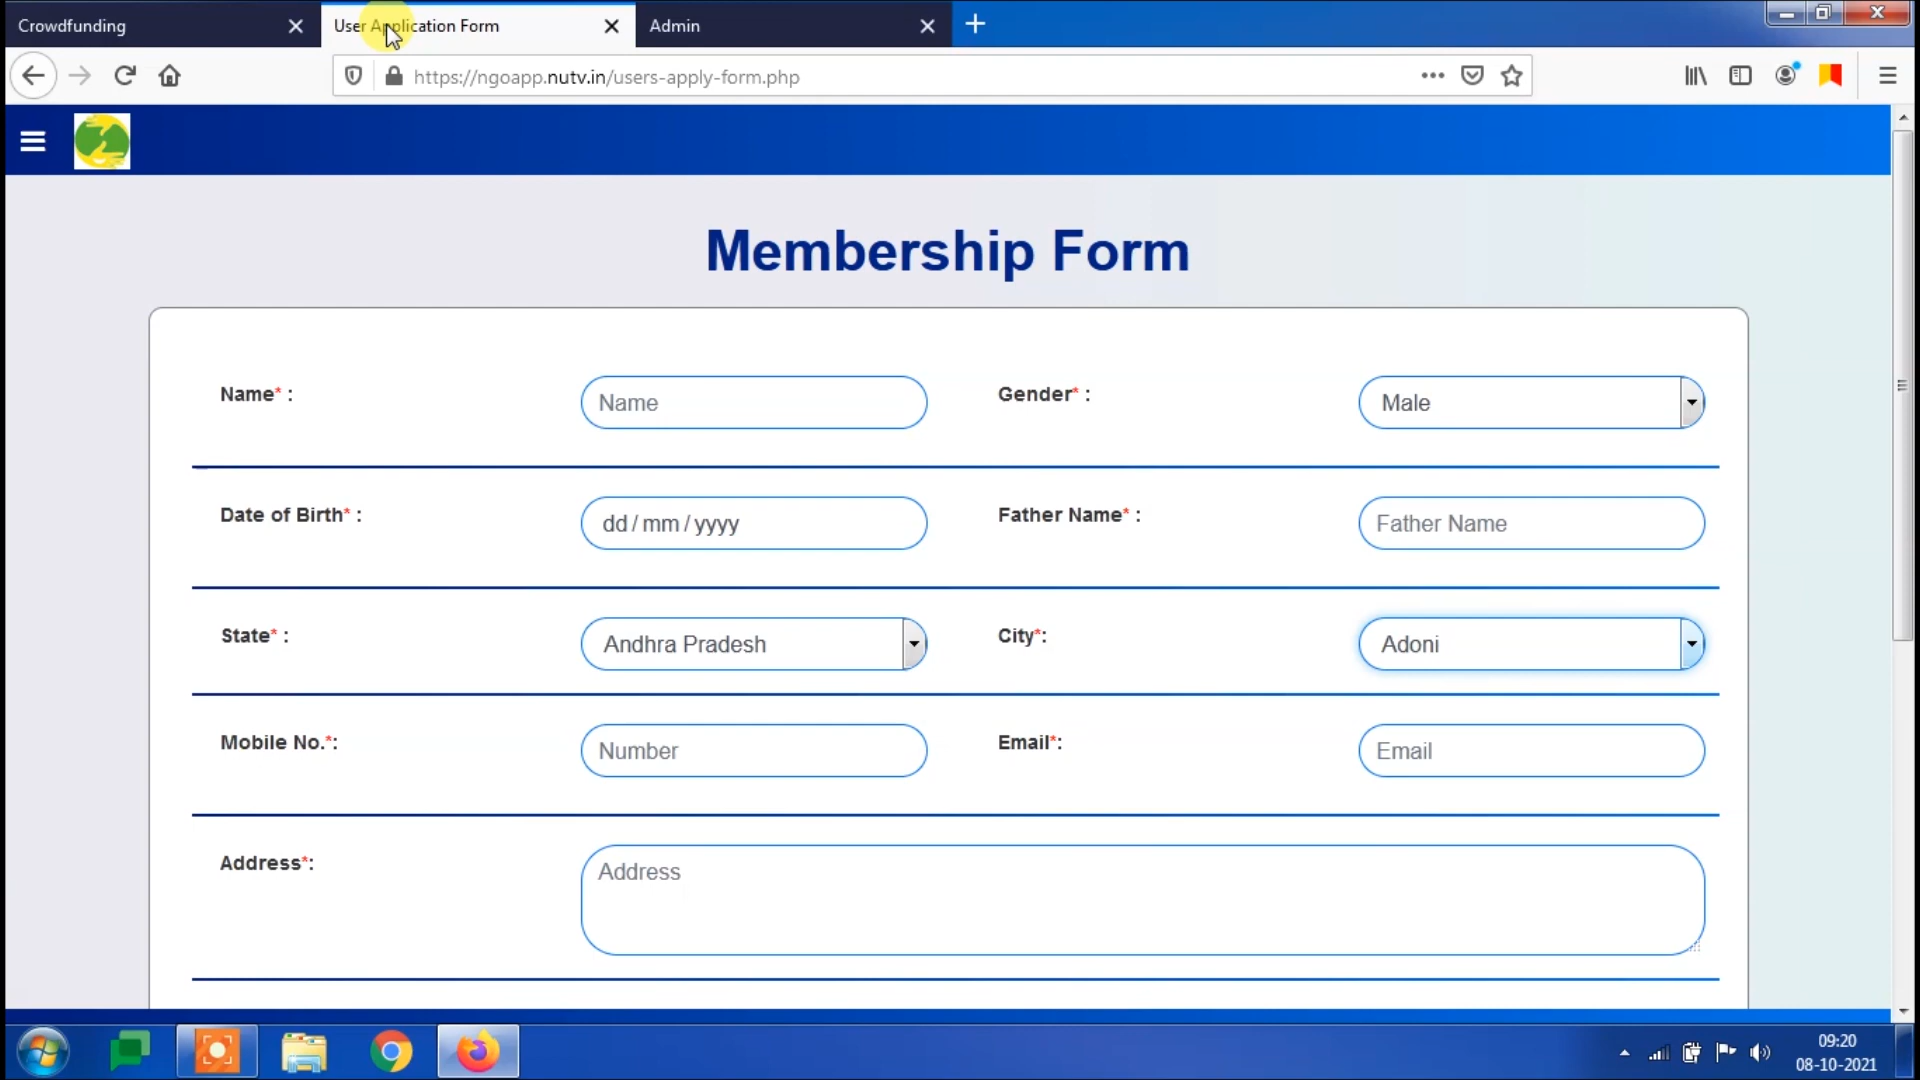 Crowdfunding
User Application Form
Admin
https://ngoapp.nutv.in/users-apply-form.php
Membership Form
Name* :
Name
Gender* :
Male
Date of Birth* :
dd / mm / yyyy
Father Name* :
Father Name
State* :
Andhra Pradesh
City*:
Adoni
Mobile No.*:
Number
Email*:
Email
Address*:
Address
09:20
08-10-2021